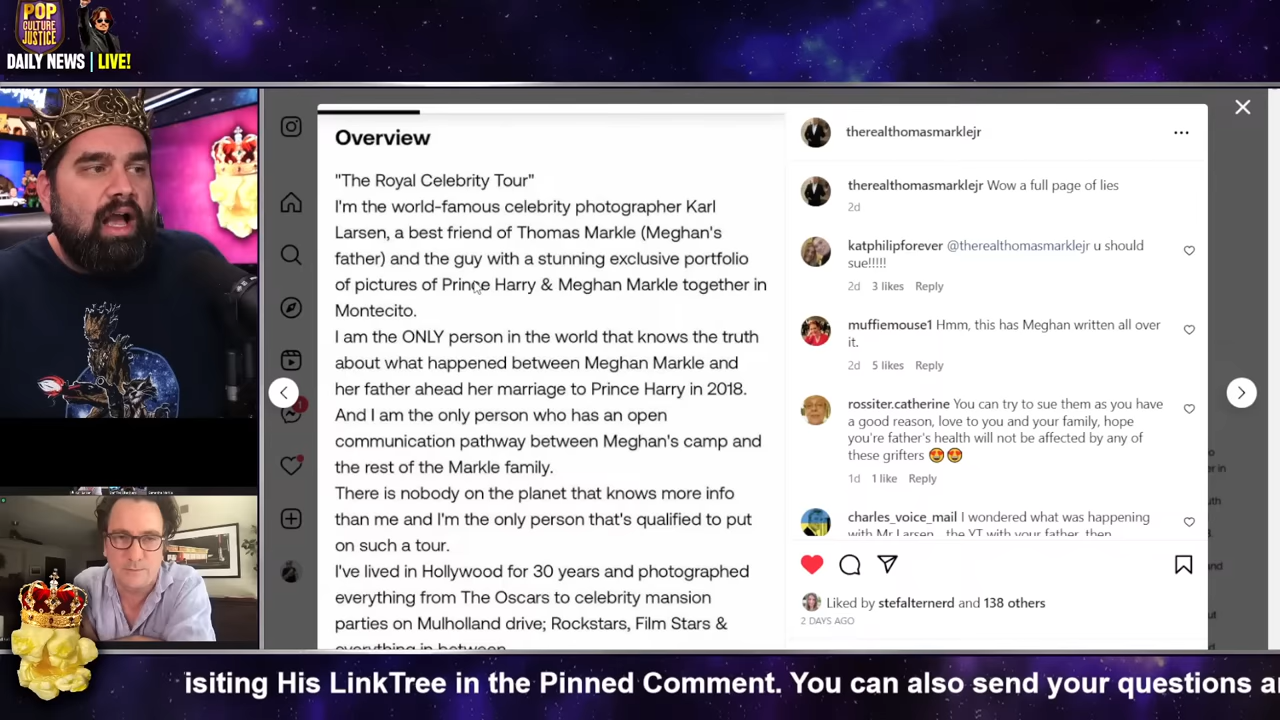 POP
CULTURE
JUSTICE
DAILY NEWS | LIVE!
Overview
"The Royal Celebrity Tour"
I'm the world-famous celebrity photographer Karl
Larsen, a best friend of Thomas Markle (Meghan's
father) and the guy with a stunning exclusive portfolio
of pictures of Prince Harry & Meghan Markle together in
Montecito.
I am the ONLY person in the world that knows the truth
about what happened between Meghan Markle and
her father ahead her marriage to Prince Harry in 2018.
And I am the only person who has an open
communication pathway between Meghan's camp and
the rest of the Markle family.
There is nobody on the planet that knows more info
than me and I'm the only person that's qualified to put
on such a tour.
I've lived in Hollywood for 30 years and photographed
everything from The Oscars to celebrity mansion
parties on Mulholland drive; Rockstars, Film Stars &
everything in between
therealthomasmarklejr
therealthomasmarklejr Wow a full page of lies
2d
katphilipforever @therealthomasmarklejr u should
sue!!!!!
2d 3 likes Reply
muffiemouse1 Hmm, this has Meghan written all over
it.
2d 5 likes Reply
rossiter.catherine You can try to sue them as you have
a good reason, love to you and your family, hope
you're father's health will not be affected by any of
these grifters 😍😍
1d 1 like Reply
charles_voice_mail I wondered what was happening
with Mr Larsen the YT with your father, then
Liked by stefalternerd and 138 others
2 DAYS AGO
isiting His LinkTree in the Pinned Comment. You can also send your questions a